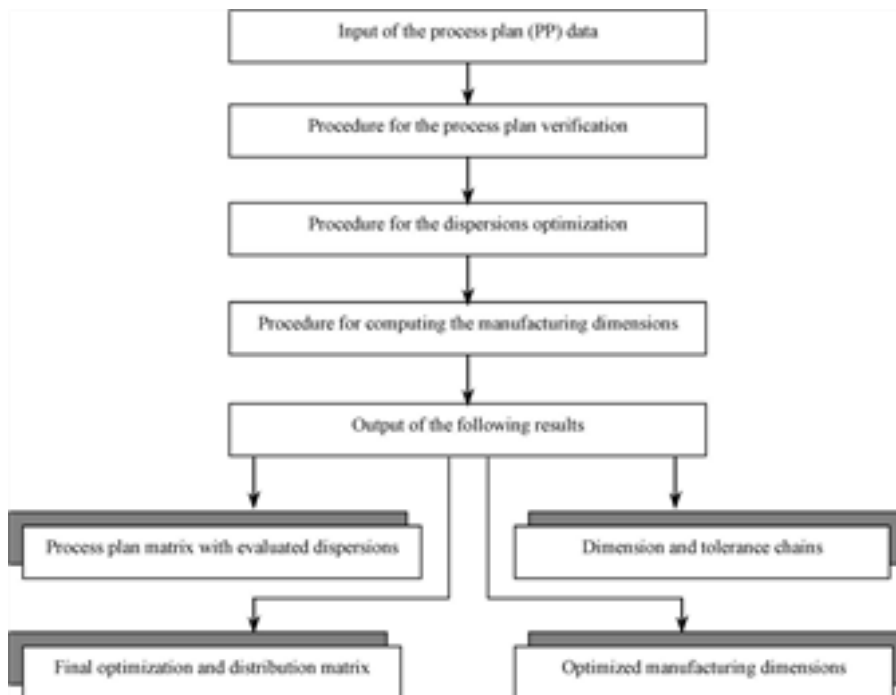 Input of the process plan (PP) data
Procedure for the process plan verification
Procedure for the dispersions optimization
Procedure for computing the manufacturing dimensions
Output of the following results
Process plan matrix with evaluated dispersions
Dimension and tolerance chains
Final optimization and distribution matrix
Optimized manufacturing dimensions